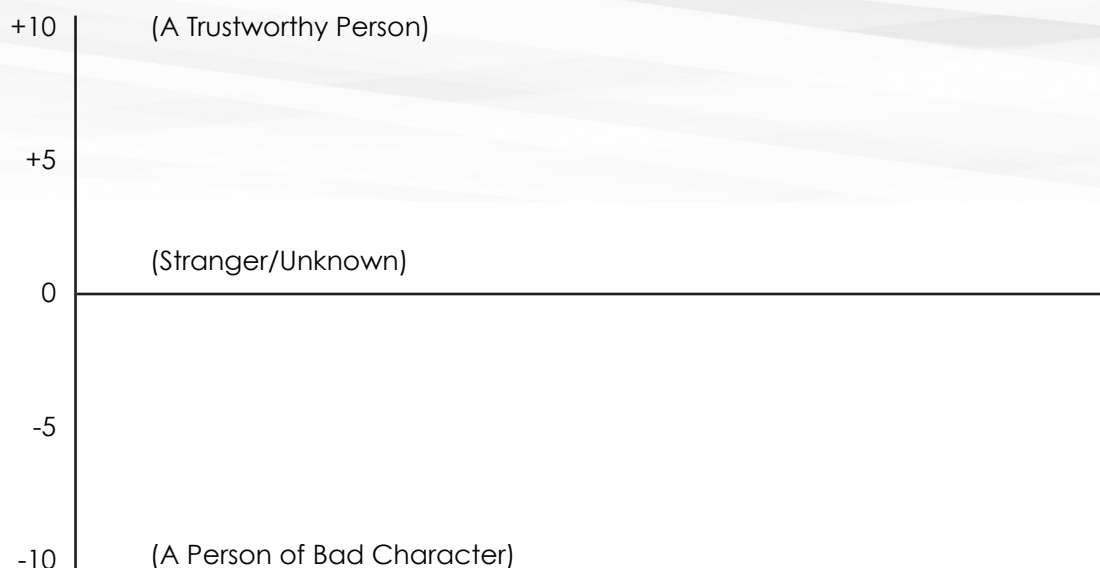 +10 (A Trustworthy Person)
+5
(Stranger/Unknown)
0
-5
-10 (A Person of Bad Character)